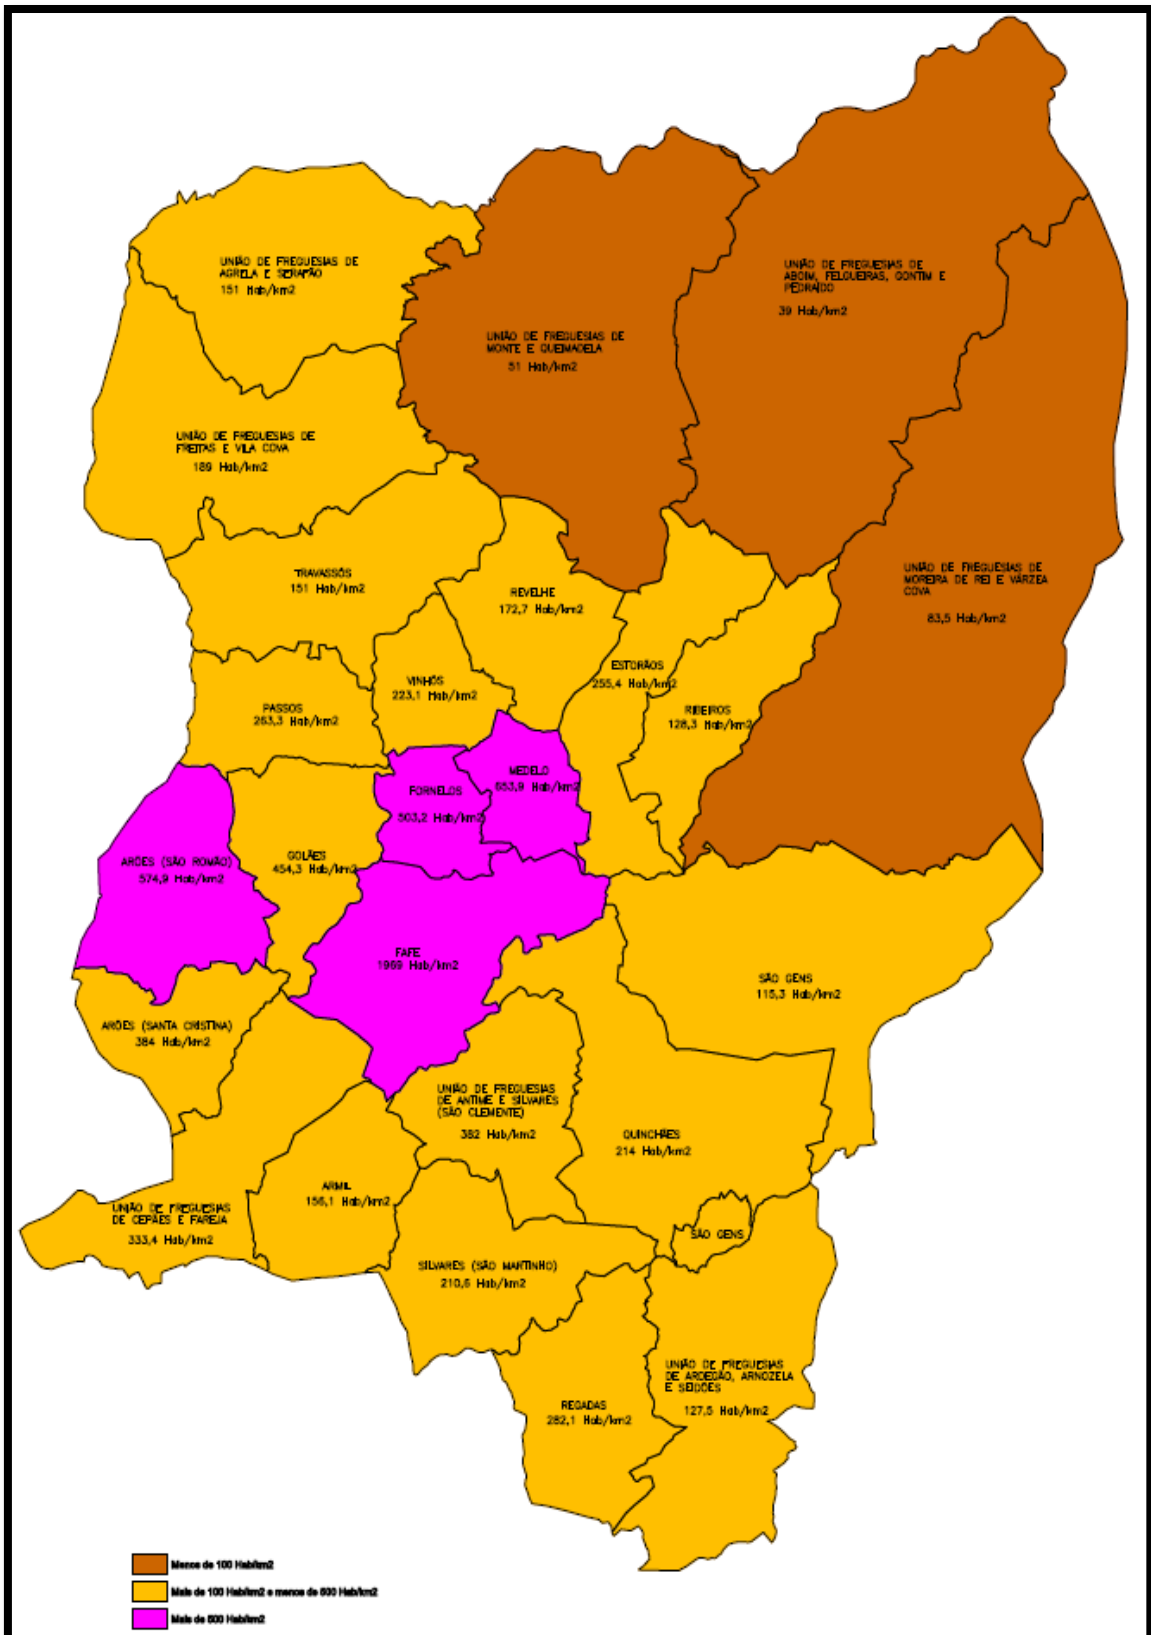 UNIÃO DE FREGUESIAS DE
AGRELA E SERAFÃO
151 Hab/km2
UNIÃO DE FREGUESIAS DE
ABOIM, FELGUEIRAS, GONTIM E
PEDRAÍDO
39 Hab/km2
UNIÃO DE FREGUESIAS DE
MONTE E QUEIMADELA
51 Hab/km2
UNIÃO DE FREGUESIAS DE
FREITAS E VILA COVA
189 Hab/km2
TRAVASSÓS
151 Hab/km2
REVELHE
172,7 Hab/km2
UNIÃO DE FREGUESIAS DE
MOREIRA DE REI E VÁRZEA
COVA
83,5 Hab/km2
ESTORÃOS
255,4 Hab/km2
VINHÓS
223,1 Hab/km2
PASSOS
263,3 Hab/km2
RIBEIROS
128,3 Hab/km2
MEDELO
653,9 Hab/km2
FORNELOS
503,2 Hab/km2
GOLÃES
454,3 Hab/km2
ARÕES (SÃO ROMÃO)
574,9 Hab/km2
FAFE
1999 Hab/km2
SÃO GENS
115,3 Hab/km2
ARÕES (SANTA CRISTINA)
384 Hab/km2
UNIÃO DE FREGUESIAS
DE ANTIME E SILVARES
(SÃO CLEMENTE)
382 Hab/km2
QUINCHÃES
214 Hab/km2
ARMIL
156,1 Hab/km2
UNIÃO DE FREGUESIAS
DE CEPÃES E FAREJA
333,4 Hab/km2
SÃO GENS
SILVARES (SÃO MARTINHO)
210,6 Hab/km2
UNIÃO DE FREGUESIAS
DE ARDEGÃO, ARNOZELA
E SEIDÕES
127,5 Hab/km2
REGADAS
282,1 Hab/km2
Menos de 100 Hab/km2
Mais de 100 Hab/km2 e menos de 500 Hab/km2
Mais de 500 Hab/km2